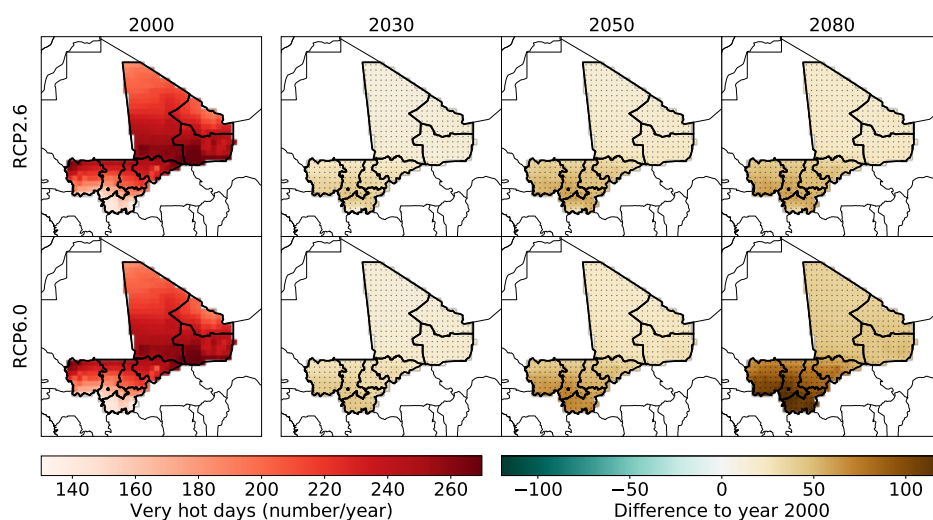 2000 2030 2050 2080
RCP2.6
RCP6.0
140 160 180 200 220 240 260
Very hot days (number/year)
−100 −50 0 50 100
Difference to year 2000